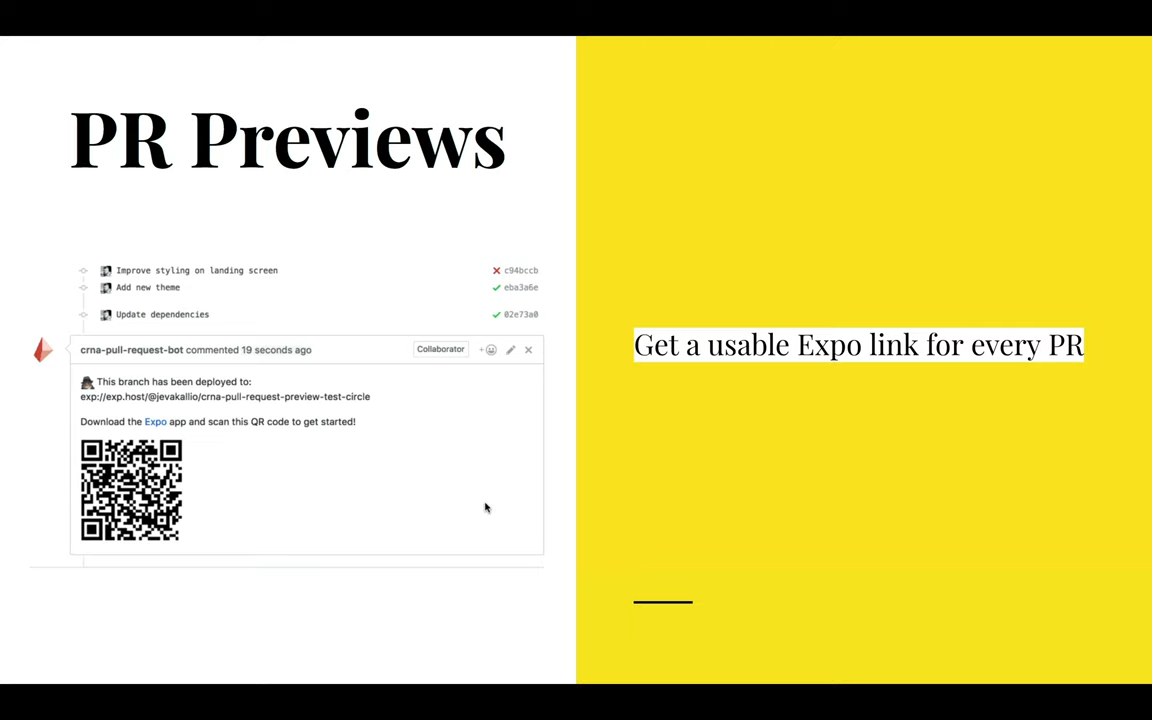 PR Previews
Improve styling on landing screen c94bccb
Add new theme eba3a6e
Update dependencies 02e73a0
crna-pull-request-bot commented 19 seconds ago Collaborator
This branch has been deployed to:
exp://exp.host/@jevakallio/crna-pull-request-preview-test-circle
Download the Expo app and scan this QR code to get started!
Get a usable Expo link for every PR